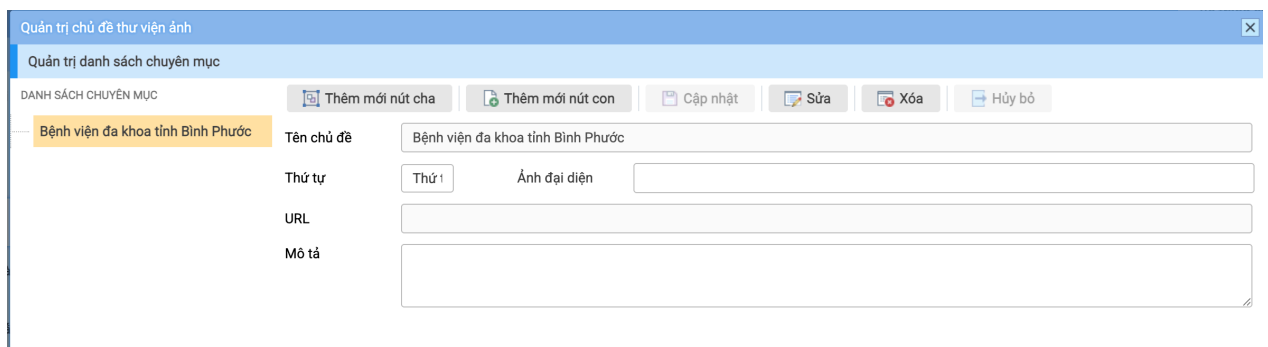 Quản trị chủ đề thư viện ảnh
Quản trị danh sách chuyên mục
DANH SÁCH CHUYÊN MỤC
Thêm mới nút cha Thêm mới nút con Cập nhật Sửa Xóa Hủy bỏ
Bệnh viện đa khoa tỉnh Bình Phước
Tên chủ đề Bệnh viện đa khoa tỉnh Bình Phước
Thứ tự Thứ Ảnh đại diện
URL
Mô tả